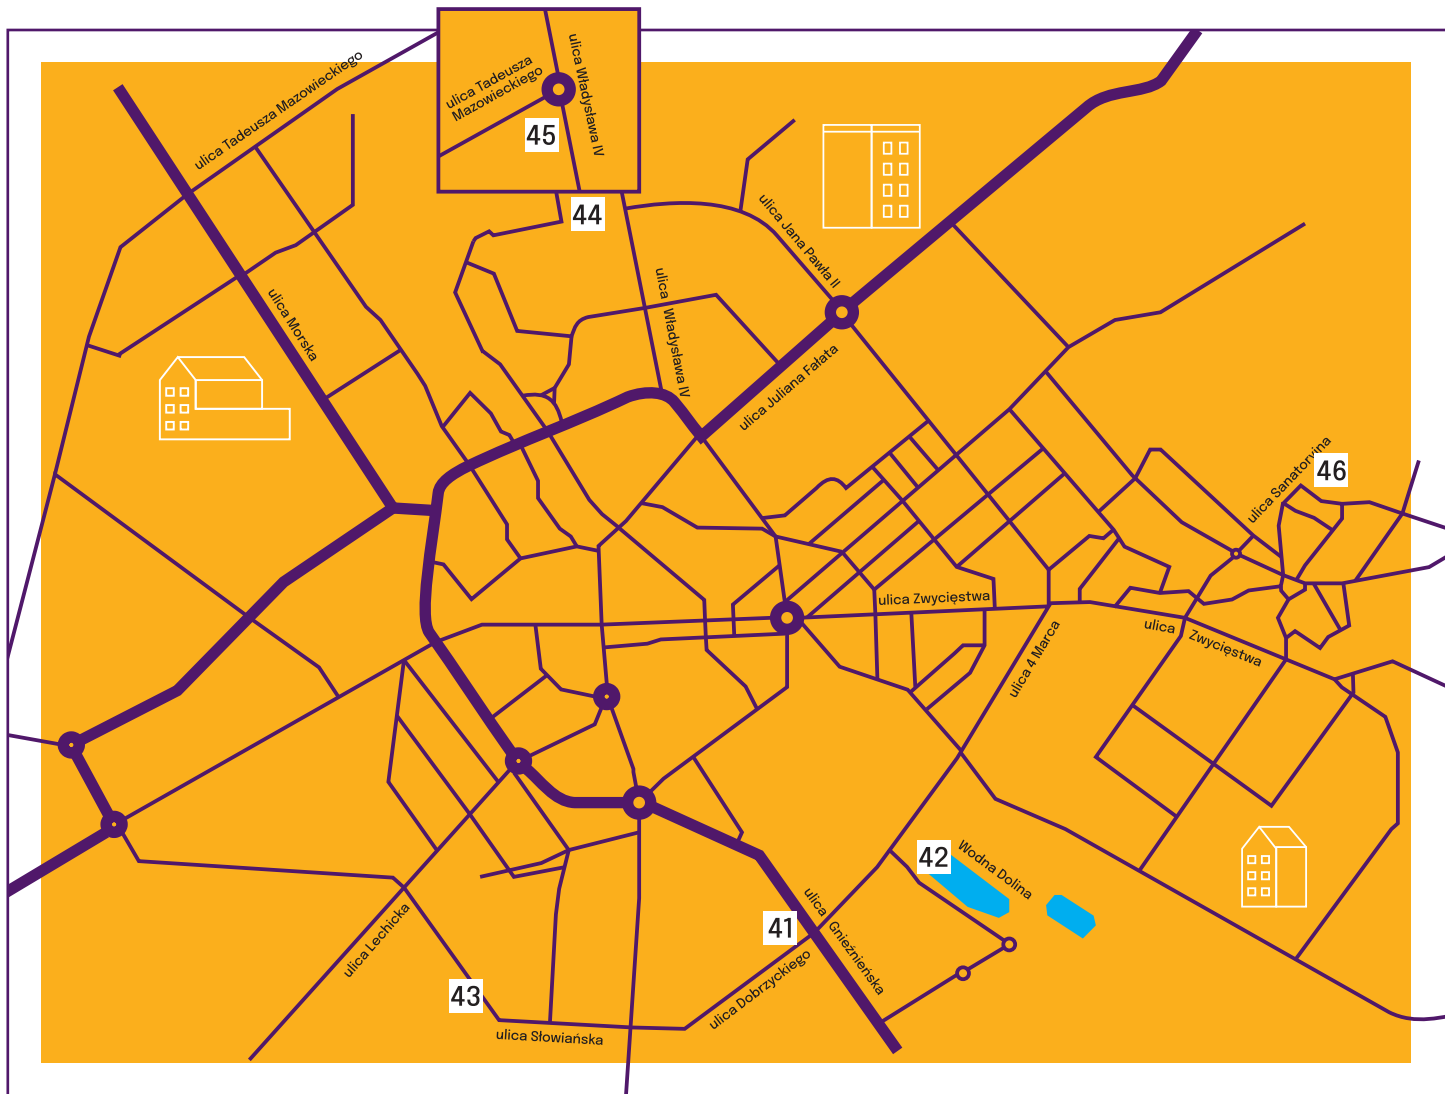 ulica Tadeusza Mazowieckiego
ulica Tadeusza
Mazowieckiego
ulica Władysława IV
45
44
ulica Jana Pawła II
ulica Morska
ulica Władysława IV
ulica Juliana Fałata
ulica Sanatoryjna
46
ulica Zwycięstwa
ulica Zwycięstwa
ulica 4 Marca
42
Wodna Dolina
41
ulica Gnieźnieńska
ulica Lechicka
43
ulica Dobrzyckiego
ulica Słowiańska